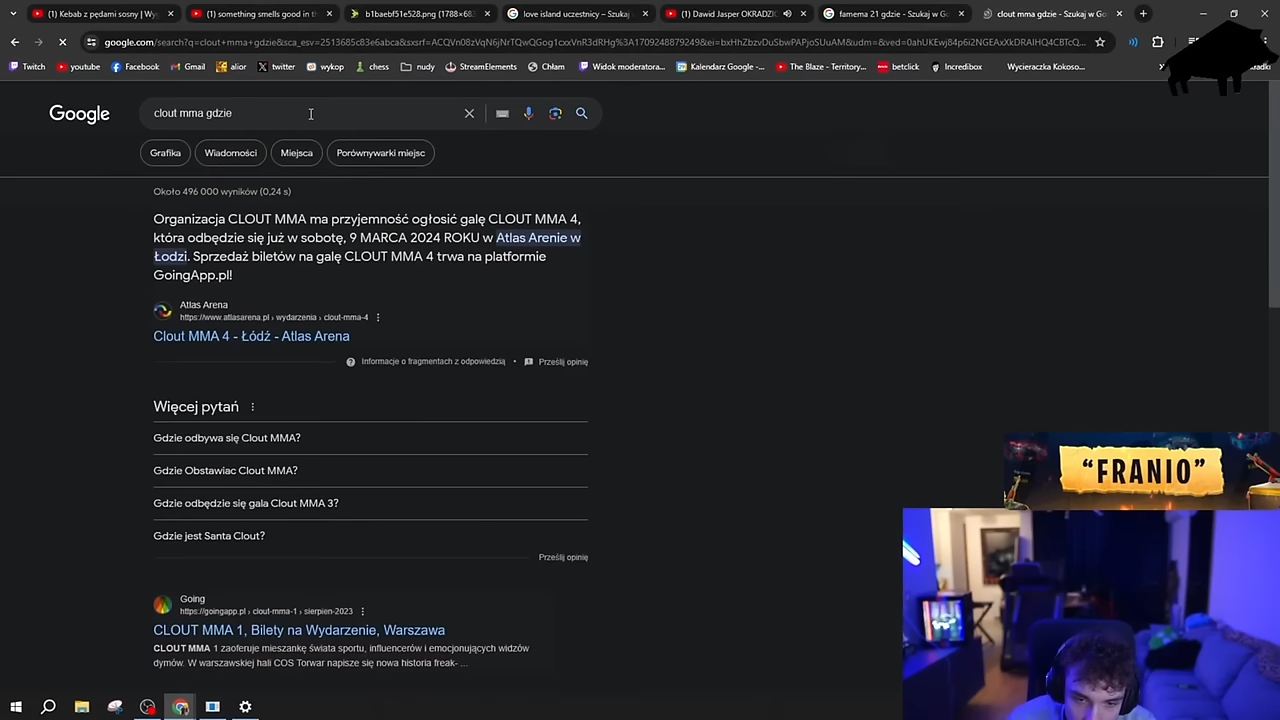 (1) Kebab z pędami sosny | Wy
(1) something smells good in the
b1baebf51e528.png (1788×68
love island uczestnicy – Szukaj
(1) Dawid Jasper OKRADZIO
famema 21 gdzie - Szukaj w G
clout mma gdzie - Szukaj w Go
Twitch youtube Facebook Gmail alior twitter wykop chess nudy StreamElements Chłam Widok moderatora... Kalendarz Google The Blaze - Territory... betclick Incredibox Wycieraczka Kokoso...
Google
clout mma gdzie
Grafika Wiadomości Miejsca Porównywarki miejsc
Około 496 000 wyników (0,24 s)
Organizacja CLOUT MMA ma przyjemność ogłosić galę CLOUT MMA 4,
która odbędzie się już w sobotę, 9 MARCA 2024 ROKU w Atlas Arenie w
Łodzi. Sprzedaż biletów na galę CLOUT MMA 4 trwa na platformie
GoingApp.pl!
Atlas Arena
https://www.atlasarena.pl › wydarzenia › clout-mma-4
Clout MMA 4 - Łódź - Atlas Arena
Informacje o fragmentach z odpowiedzią • Prześlij opinię
Więcej pytań
Gdzie odbywa się Clout MMA?
Gdzie Obstawiac Clout MMA?
Gdzie odbędzie się gala Clout MMA 3?
Gdzie jest Santa Clout?
Prześlij opinię
Going
https://goingapp.pl › clout-mma-1 › sierpien-2023
CLOUT MMA 1, Bilety na Wydarzenie, Warszawa
CLOUT MMA 1 zaoferuje mieszankę świata sportu, influencerów i emocjonujących widzów
dymów. W warszawskiej hali COS Torwar napisze się nowa historia freak- ...
“FRANIO”